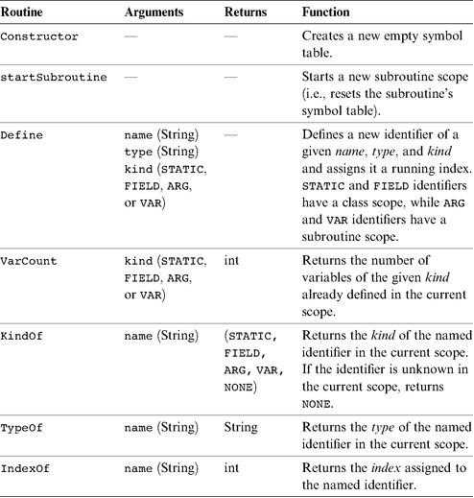 Routine Arguments Returns Function
Constructor — — Creates a new empty symbol
table.
startSubroutine — — Starts a new subroutine scope
(i.e., resets the subroutine's
symbol table).
Define name (String) — Defines a new identifier of a
type (String) given name, type, and kind
kind (STATIC, and assigns it a running index.
FIELD, ARG, STATIC and FIELD identifiers
or VAR) have a class scope, while ARG
and VAR identifiers have a
subroutine scope.
VarCount kind (STATIC, int Returns the number of
FIELD, ARG, variables of the given kind
or VAR) already defined in the current
scope.
KindOf name (String) (STATIC, Returns the kind of the named
FIELD, identifier in the current scope.
ARG, VAR, If the identifier is unknown in
NONE) the current scope, returns
NONE.
TypeOf name (String) String Returns the type of the named
identifier in the current scope.
IndexOf name (String) int Returns the index assigned to
the named identifier.